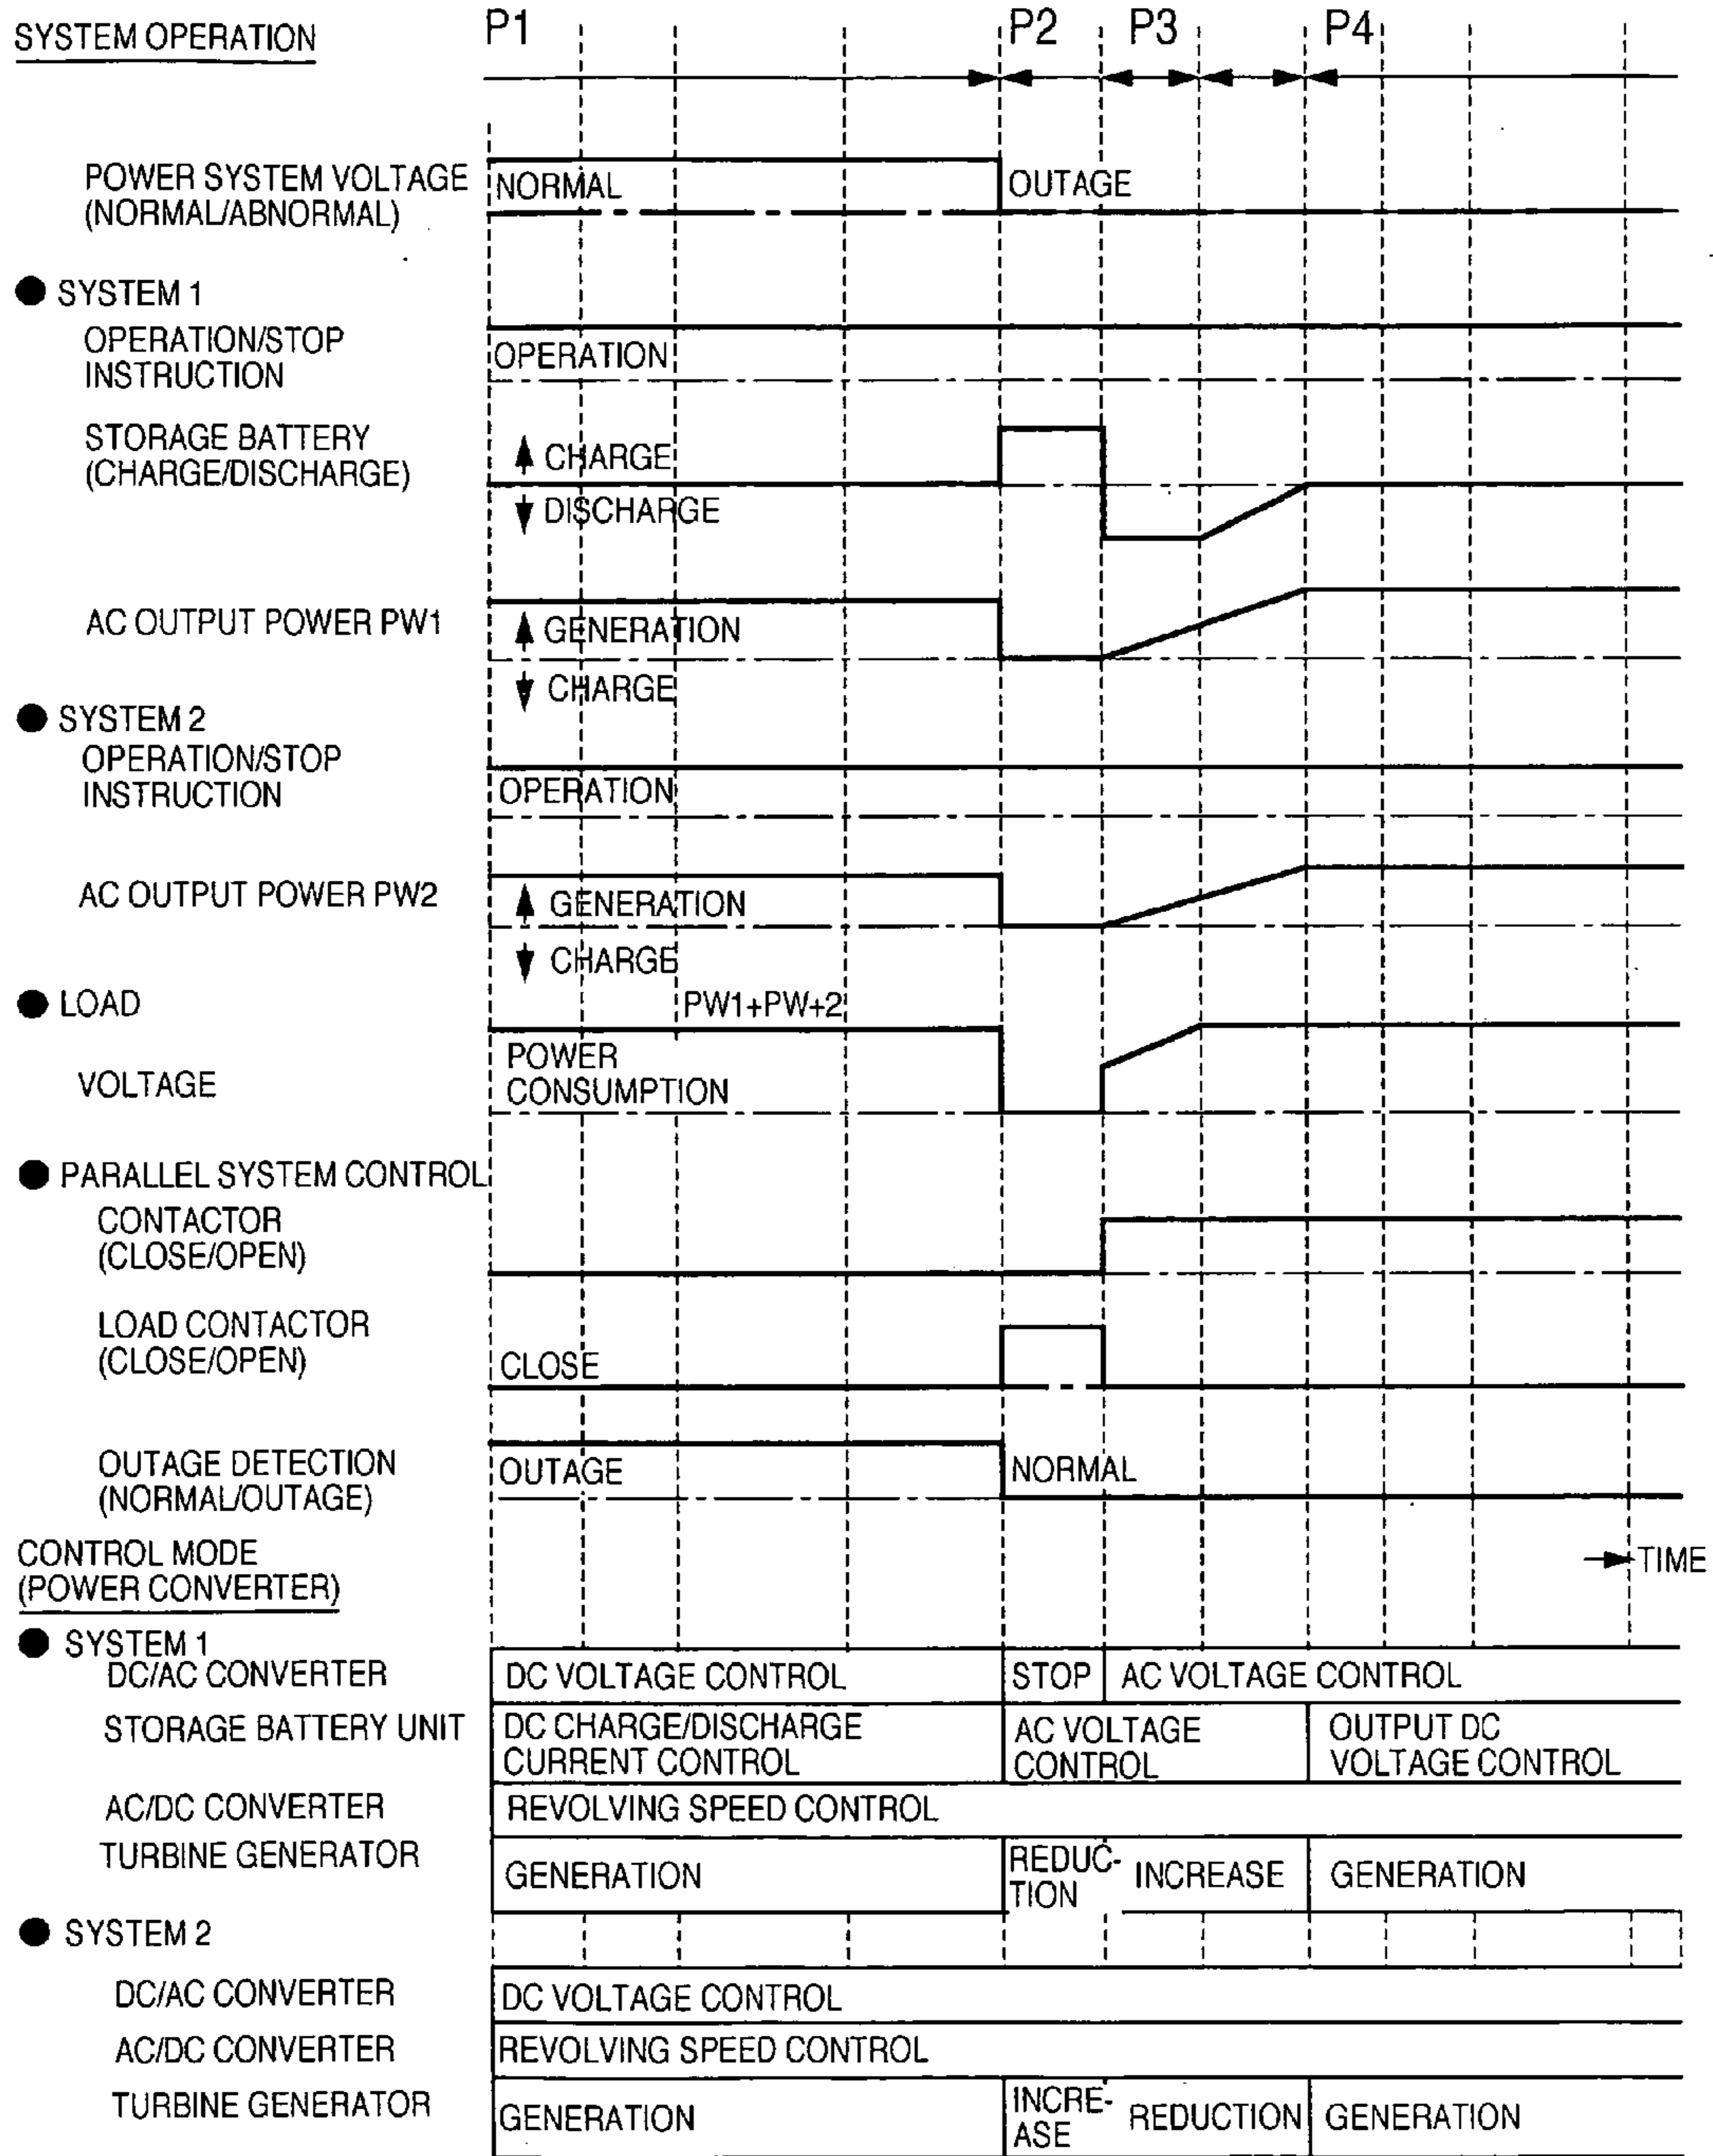 SYSTEM OPERATION
P1 P2 P3 P4
POWER SYSTEM VOLTAGE
(NORMAL/ABNORMAL)
NORMAL
OUTAGE
● SYSTEM 1
OPERATION/STOP
INSTRUCTION
OPERATION
STORAGE BATTERY
(CHARGE/DISCHARGE)
CHARGE
DISCHARGE
AC OUTPUT POWER PW1
GENERATION
CHARGE
● SYSTEM 2
OPERATION/STOP
INSTRUCTION
OPERATION
AC OUTPUT POWER PW2
GENERATION
CHARGE
● LOAD
PW1+PW+2
VOLTAGE
POWER
CONSUMPTION
● PARALLEL SYSTEM CONTROL
CONTACTOR
(CLOSE/OPEN)
LOAD CONTACTOR
(CLOSE/OPEN)
CLOSE
OUTAGE DETECTION
(NORMAL/OUTAGE)
OUTAGE
NORMAL
TIME
CONTROL MODE
(POWER CONVERTER)
● SYSTEM 1
DC/AC CONVERTER
DC VOLTAGE CONTROL
STOP
AC VOLTAGE CONTROL
STORAGE BATTERY UNIT
DC CHARGE/DISCHARGE
CURRENT CONTROL
AC VOLTAGE
CONTROL
OUTPUT DC
VOLTAGE CONTROL
AC/DC CONVERTER
REVOLVING SPEED CONTROL
TURBINE GENERATOR
GENERATION
REDUC-
TION
INCREASE
GENERATION
● SYSTEM 2
DC/AC CONVERTER
DC VOLTAGE CONTROL
AC/DC CONVERTER
REVOLVING SPEED CONTROL
TURBINE GENERATOR
GENERATION
INCRE-
ASE
REDUCTION
GENERATION